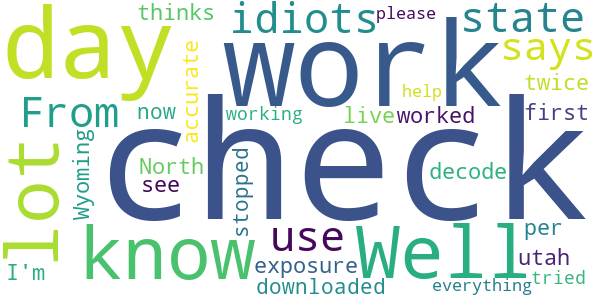 thinks
idiots
please
state
day
work
says
accurate
help
twice
From
now
working
live
worked
first
check
lot
Wyoming
North
see
stopped
decode
know
use
Well
per
exposure
utah
I'm
downloaded
everything
tried